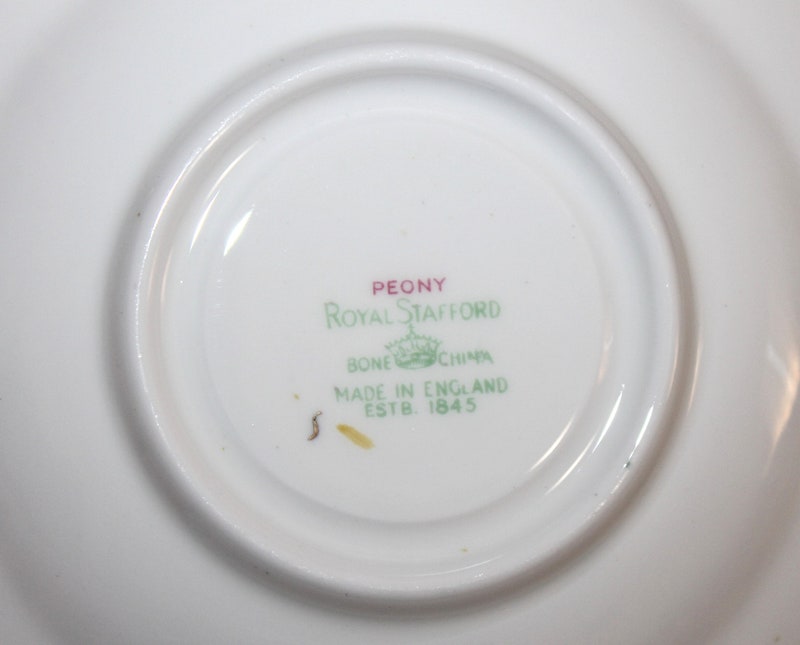 PEONY
ROYAL STAFFORD
BONE CHINA
MADE IN ENGLAND
ESTB. 1845